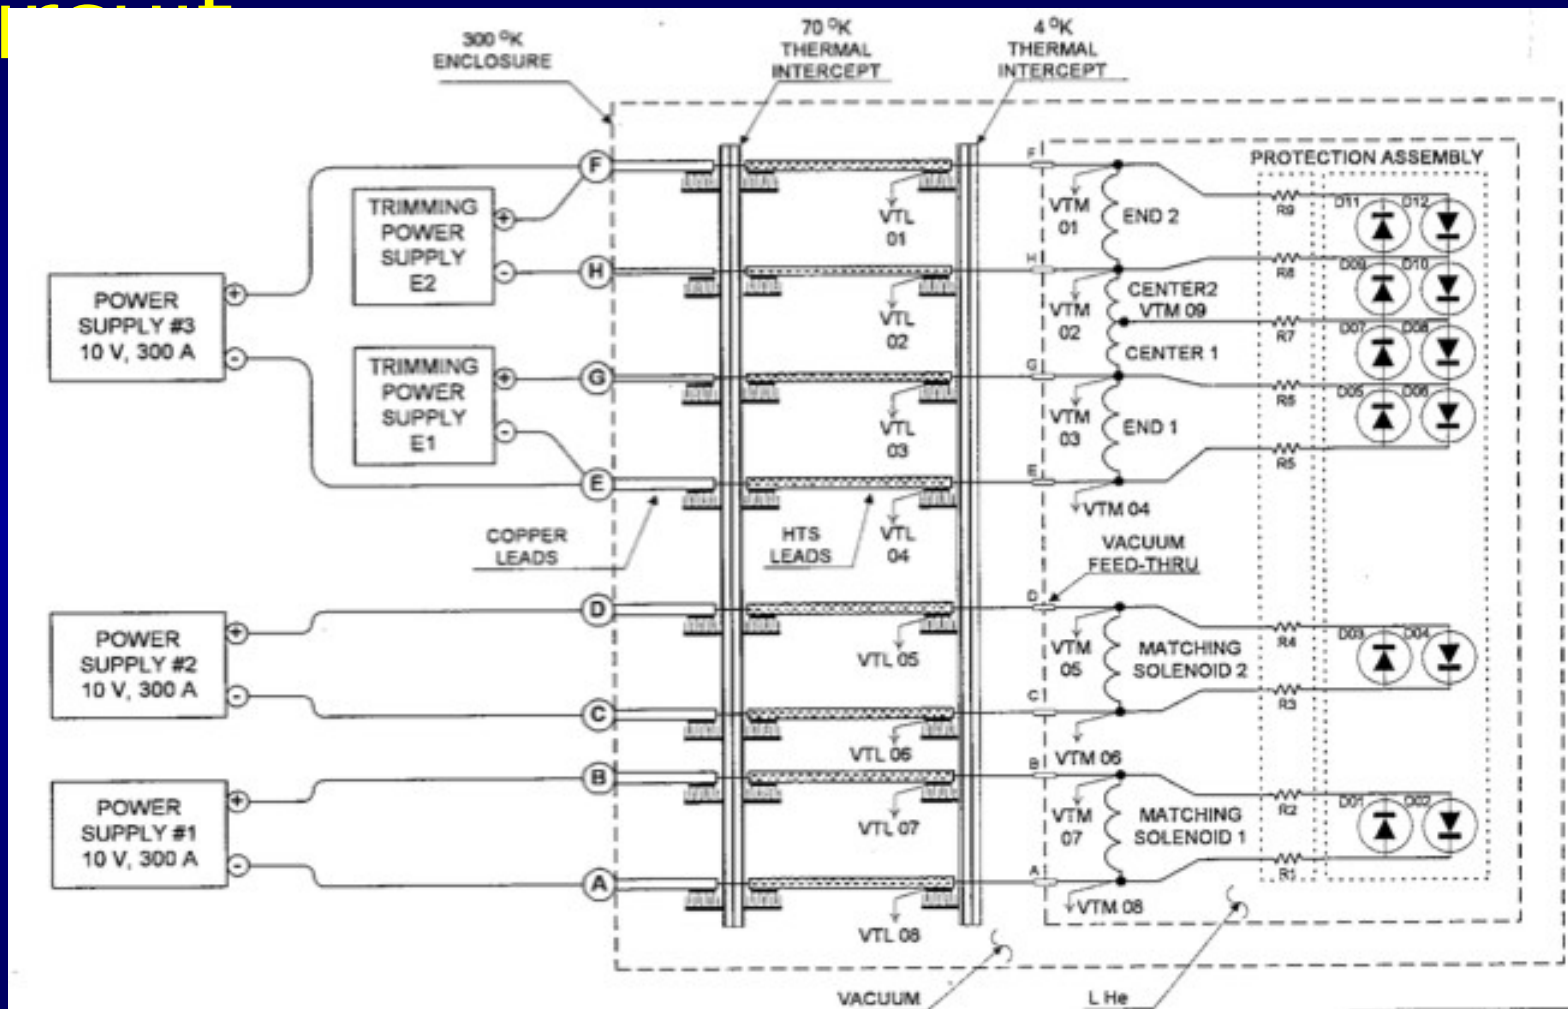 300 °K
ENCLOSURE
70 °K
THERMAL
INTERCEPT
4 °K
THERMAL
INTERCEPT
PROTECTION ASSEMBLY
POWER
SUPPLY #3
10 V, 300 A
+
-
TRIMMING
POWER
SUPPLY
E2
+
-
TRIMMING
POWER
SUPPLY
E1
+
-
F
H
G
E
VTL
01
VTL
02
VTL
03
VTL
04
COPPER
LEADS
HTS
LEADS
F
H
G
E
VTM
01
END 2
VTM
02
CENTER2
VTM 09
CENTER 1
VTM
03
END 1
VTM 04
R9
R8
R7
R6
R5
D11
D12
D09
D10
D07
D08
D05
D06
VACUUM
FEED-THRU
POWER
SUPPLY #2
10 V, 300 A
+
-
D
C
VTL 05
VTL 06
D
C
VTM
05
MATCHING
SOLENOID 2
VTM 06
R4
R3
D03
D04
POWER
SUPPLY #1
10 V, 300 A
+
-
B
A
VTL 07
VTL 08
B
A
VTM
07
MATCHING
SOLENOID 1
VTM 08
R2
R1
D01
D02
VACUUM
L He